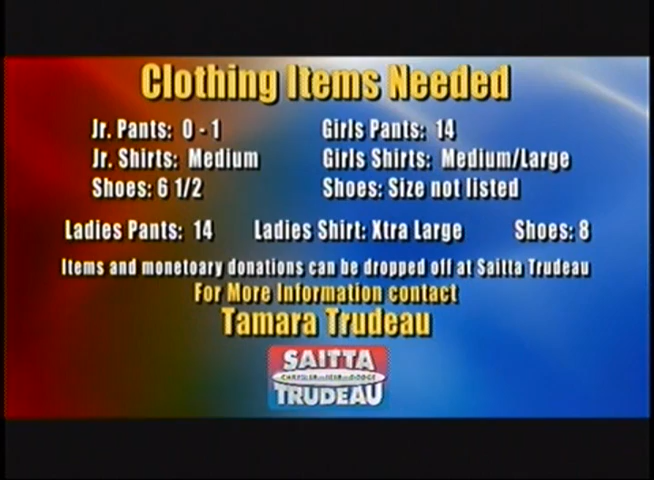 Clothing Items Needed
Jr. Pants: 0 - 1 Girls Pants: 14
Jr. Shirts: Medium Girls Shirts: Medium/Large
Shoes: 6 1/2 Shoes: Size not listed
Ladies Pants: 14 Ladies Shirt: Xtra Large Shoes: 8
Items and monetoary donations can be dropped off at Saitta Trudeau
For More Information contact
Tamara Trudeau
SAITTA
CHRYSLER JEEP DODGE
TRUDEAU